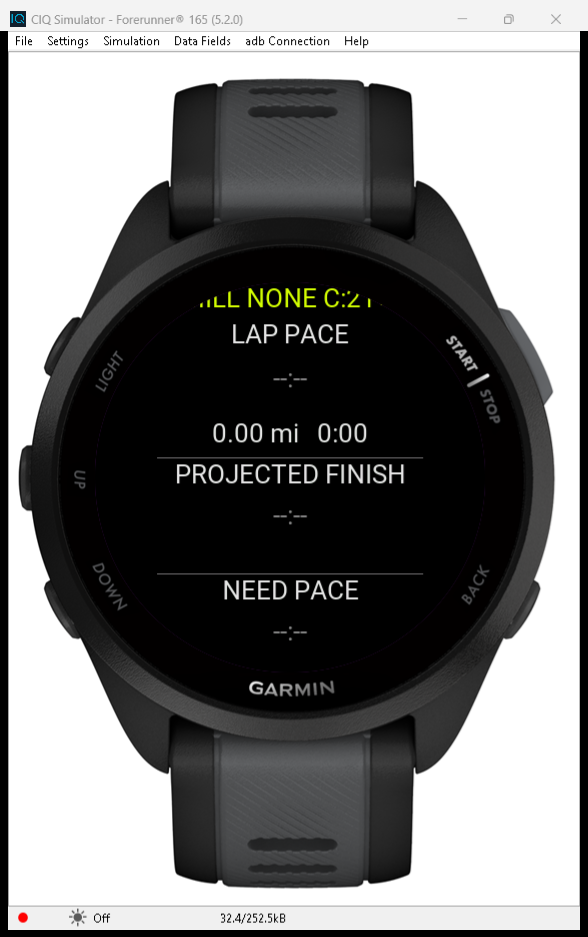 CIQ Simulator - Forerunner® 165 (5.2.0)
File Settings Simulation Data Fields adb Connection Help
NONE
LAP PACE
--:--
START
STOP
LIGHT
0.00 mi 0:00
UP
PROJECTED FINISH
--:--
DOWN
BACK
NEED PACE
--:--
GARMIN
Off 32.4/252.5kB